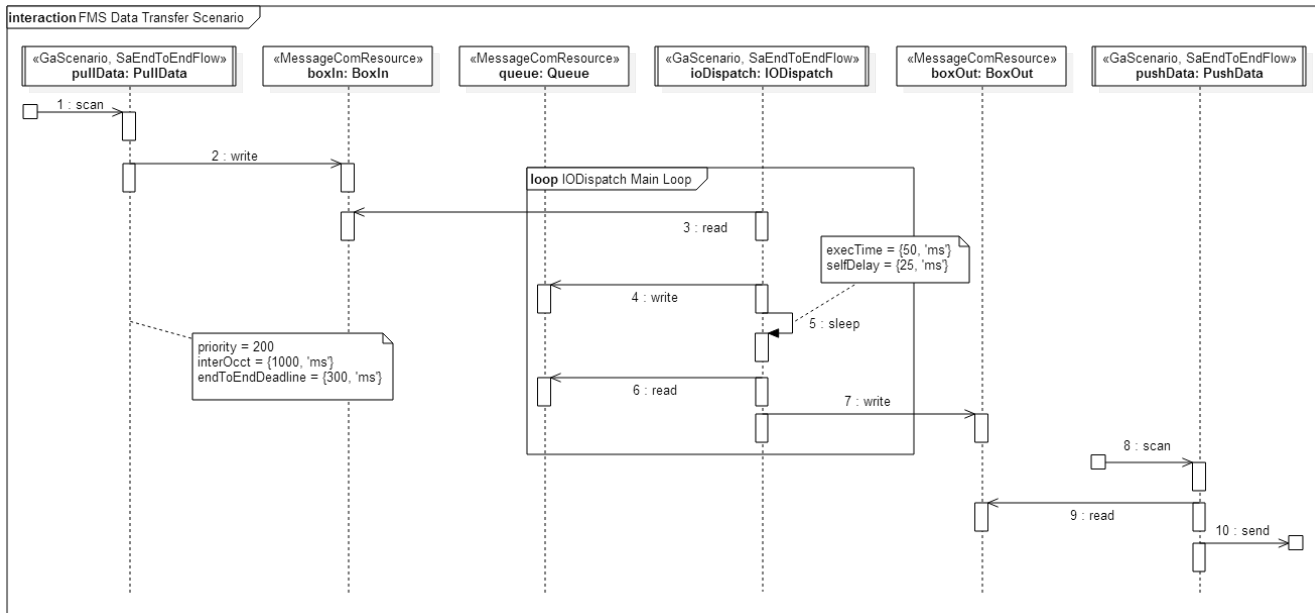 interaction FMS Data Transfer Scenario
«GaScenario, SaEndToEndFlow»
pullData: PullData
«MessageComResource»
boxIn: BoxIn
«MessageComResource»
queue: Queue
«GaScenario, SaEndToEndFlow»
ioDispatch: IODispatch
«MessageComResource»
boxOut: BoxOut
«GaScenario, SaEndToEndFlow»
pushData: PushData
1 : scan
2 : write
loop IODispatch Main Loop
3 : read
execTime = {50, 'ms'}
selfDelay = {25, 'ms'}
4 : write
5 : sleep
priority = 200
interOcct = {1000, 'ms'}
endToEndDeadline = {300, 'ms'}
6 : read
7 : write
8 : scan
9 : read
10 : send